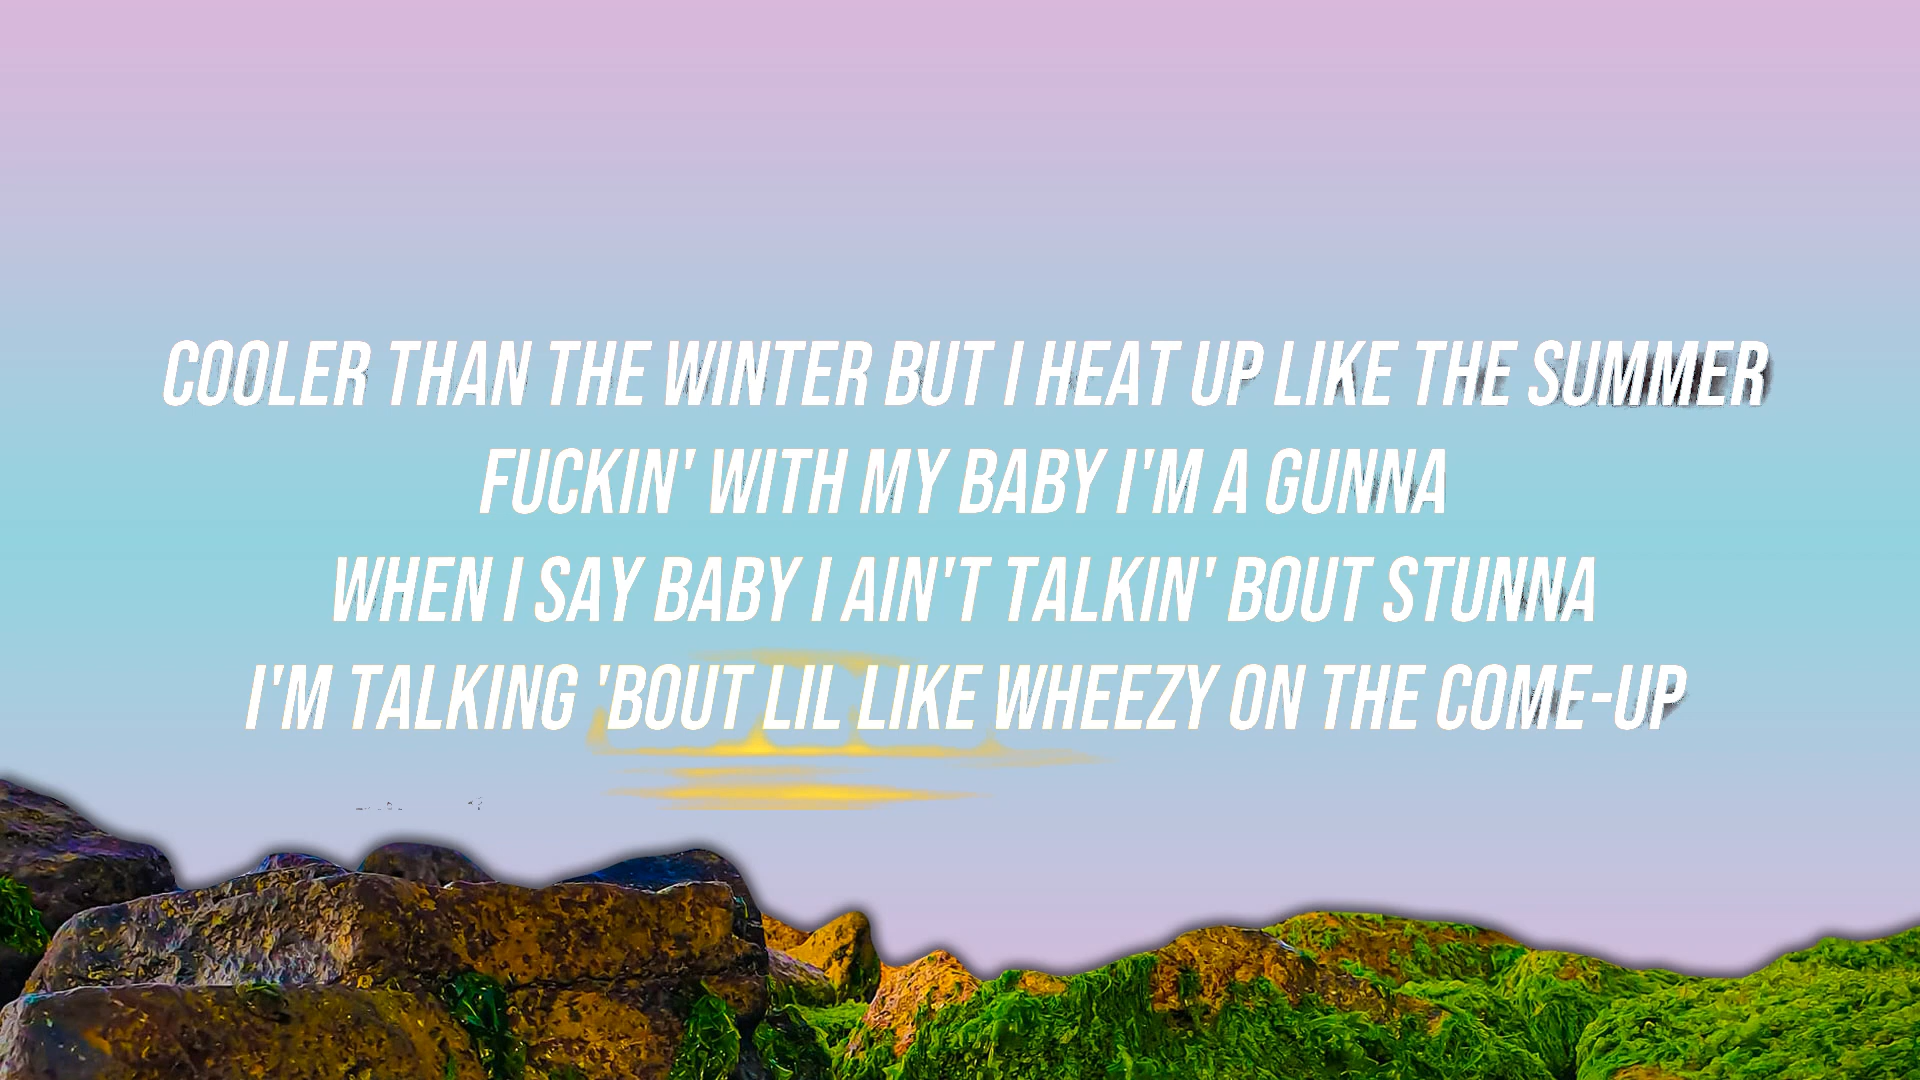 COOLER THAN THE WINTER BUT I HEAT UP LIKE THE SUMMER
FUCKIN' WITH MY BABY I'M A GUNNA
WHEN I SAY BABY I AIN'T TALKIN' BOUT STUNNA
I'M TALKING 'BOUT LIL LIKE WHEEZY ON THE COME-UP